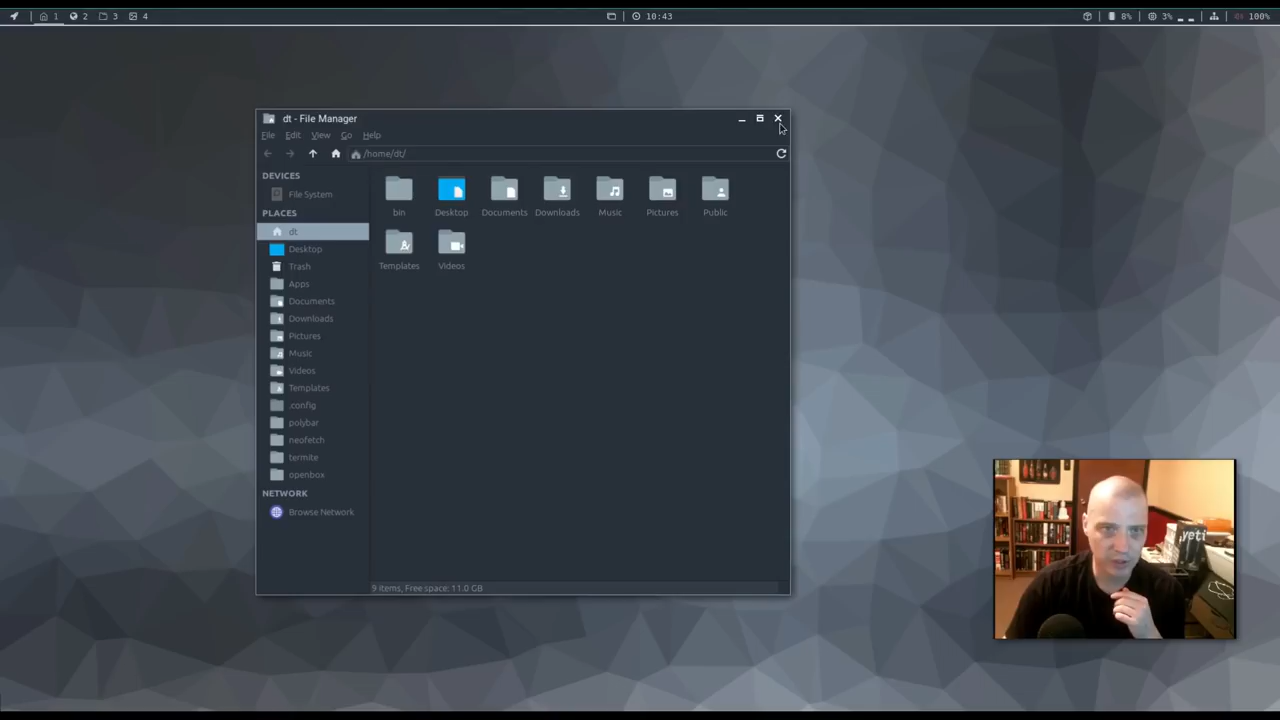 1 2 3 4 10:43 8% 3% 100%
dt - File Manager
File Edit View Go Help
/home/dt/
DEVICES
File System
PLACES
dt
Desktop
Trash
Apps
Documents
Downloads
Pictures
Music
Videos
Templates
.config
polybar
neofetch
termite
openbox
NETWORK
Browse Network
bin Desktop Documents Downloads Music Pictures Public
Templates Videos
9 items, Free space: 11.0 GB
yeti